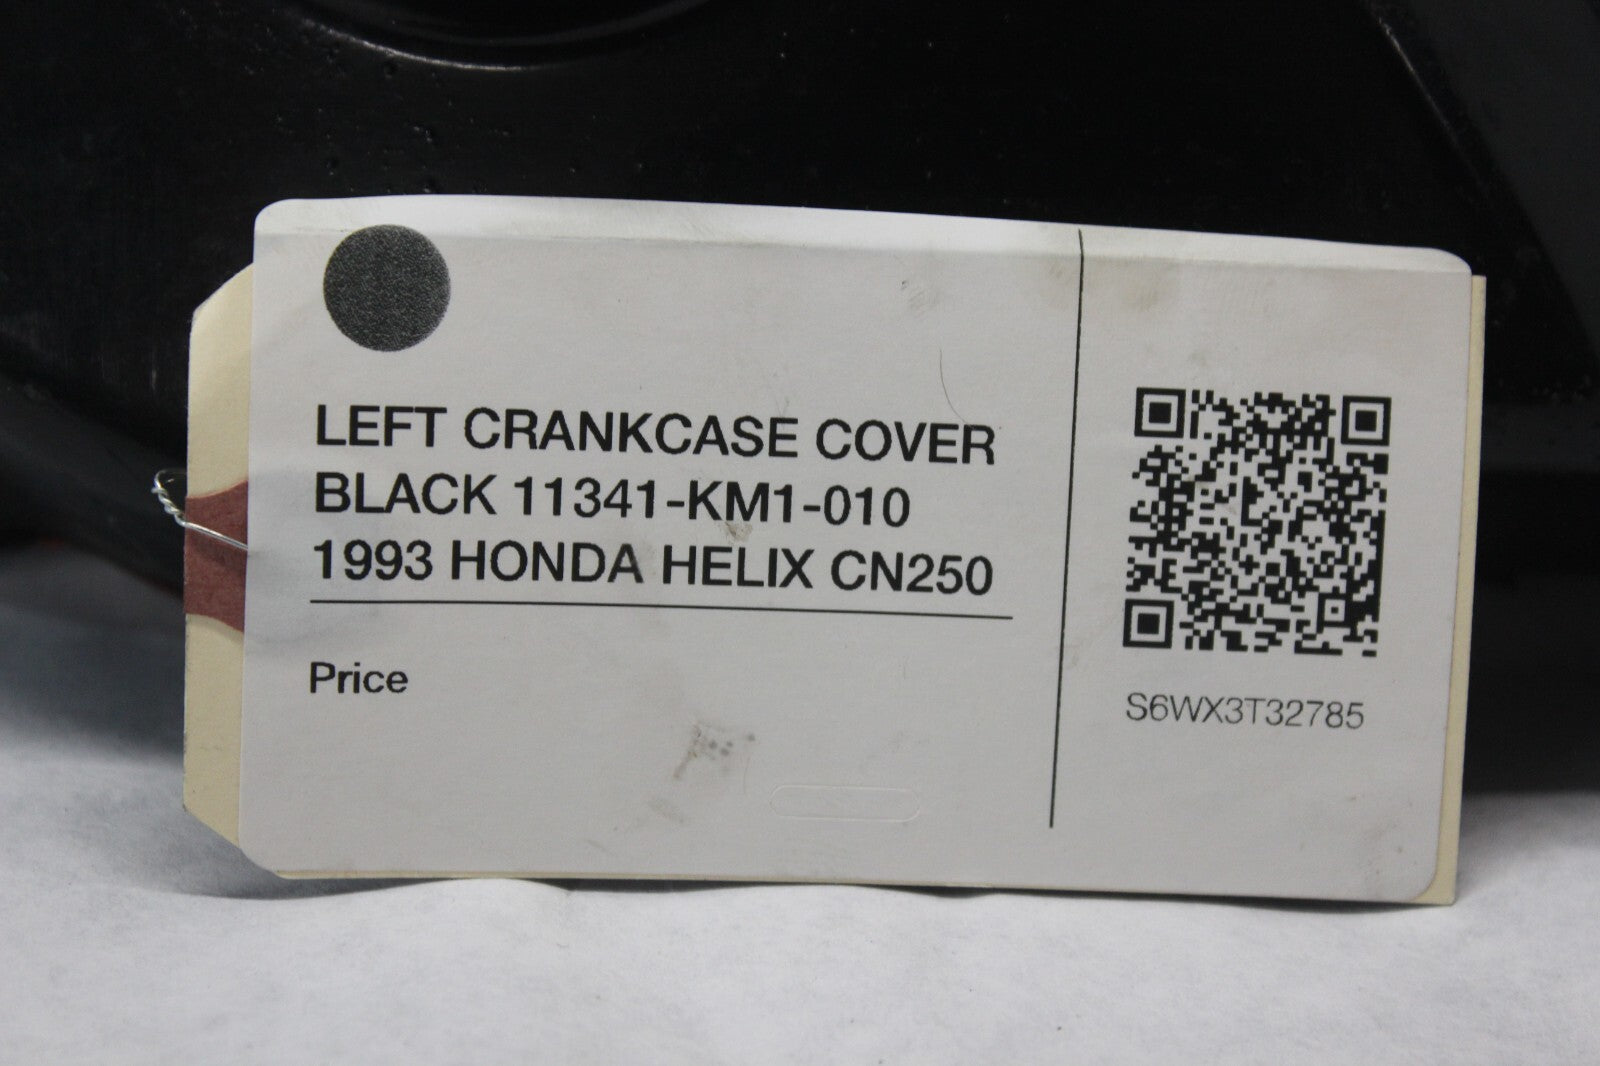 LEFT CRANKCASE COVER
BLACK 11341-KM1-010
1993 HONDA HELIX CN250
Price
S6WX3T32785